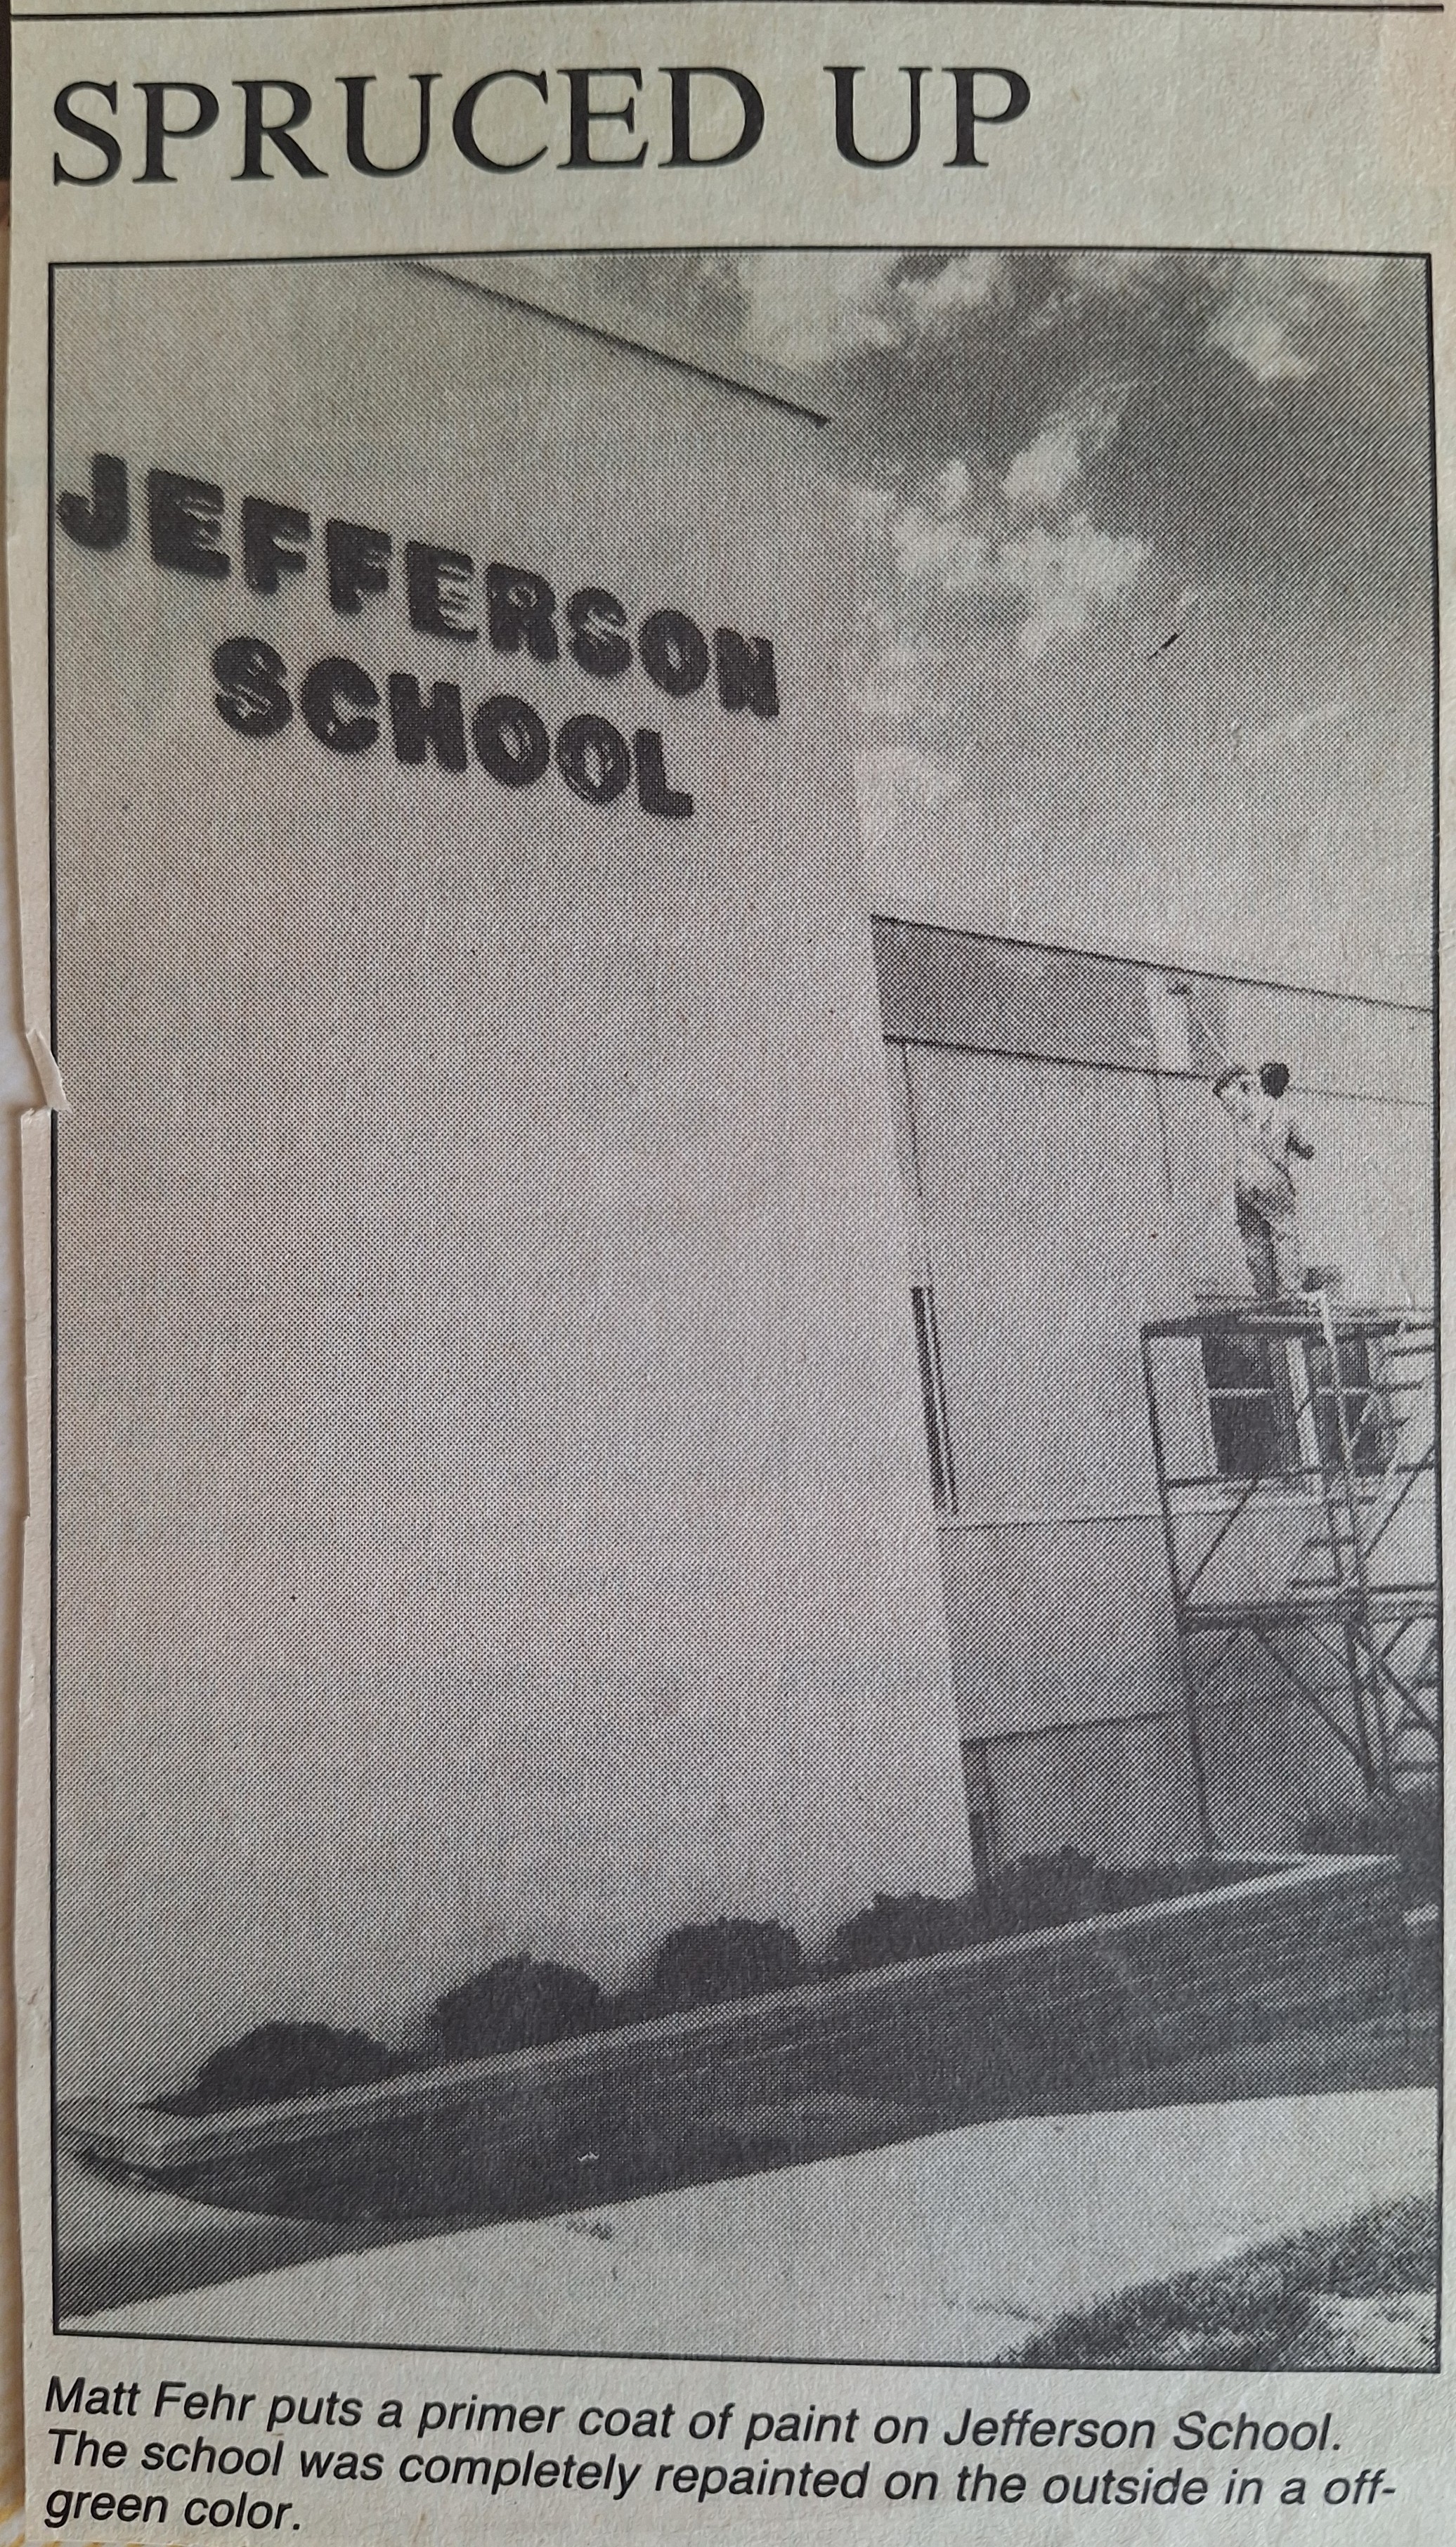 SPRUCED UP
JEFFERSON
SCHOOL
Matt Fehr puts a primer coat of paint on Jefferson School.
The school was completely repainted on the outside in a off-
green color.